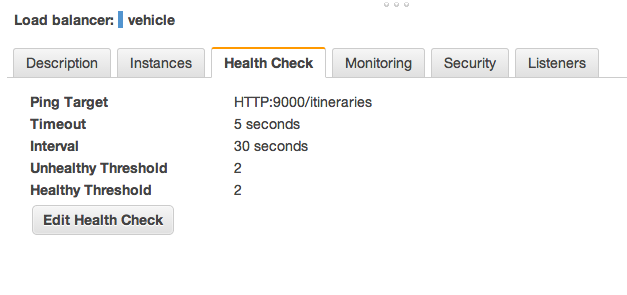 Load balancer: vehicle
Description Instances Health Check Monitoring Security Listeners
Ping Target HTTP:9000/itineraries
Timeout 5 seconds
Interval 30 seconds
Unhealthy Threshold 2
Healthy Threshold 2
Edit Health Check